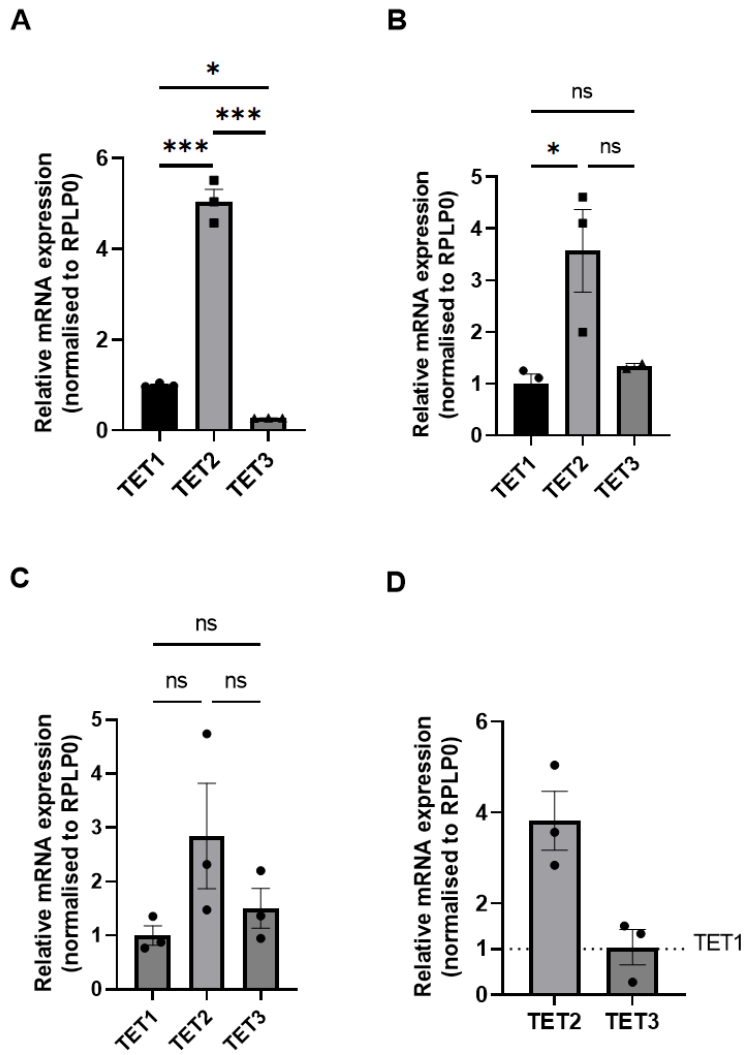 A
*
***
***
Relative mRNA expression
(normalised to RPLP0)
6
4
2
0
TET1
TET2
TET3
B
ns
*
ns
Relative mRNA expression
(normalised to RPLP0)
5
4
3
2
1
0
TET1
TET2
TET3
C
ns
ns
ns
Relative mRNA expression
(normalised to RPLP0)
5
4
3
2
1
0
TET1
TET2
TET3
D
Relative mRNA expression
(normalised to RPLP0)
6
4
2
1
0
TET1
TET2
TET3